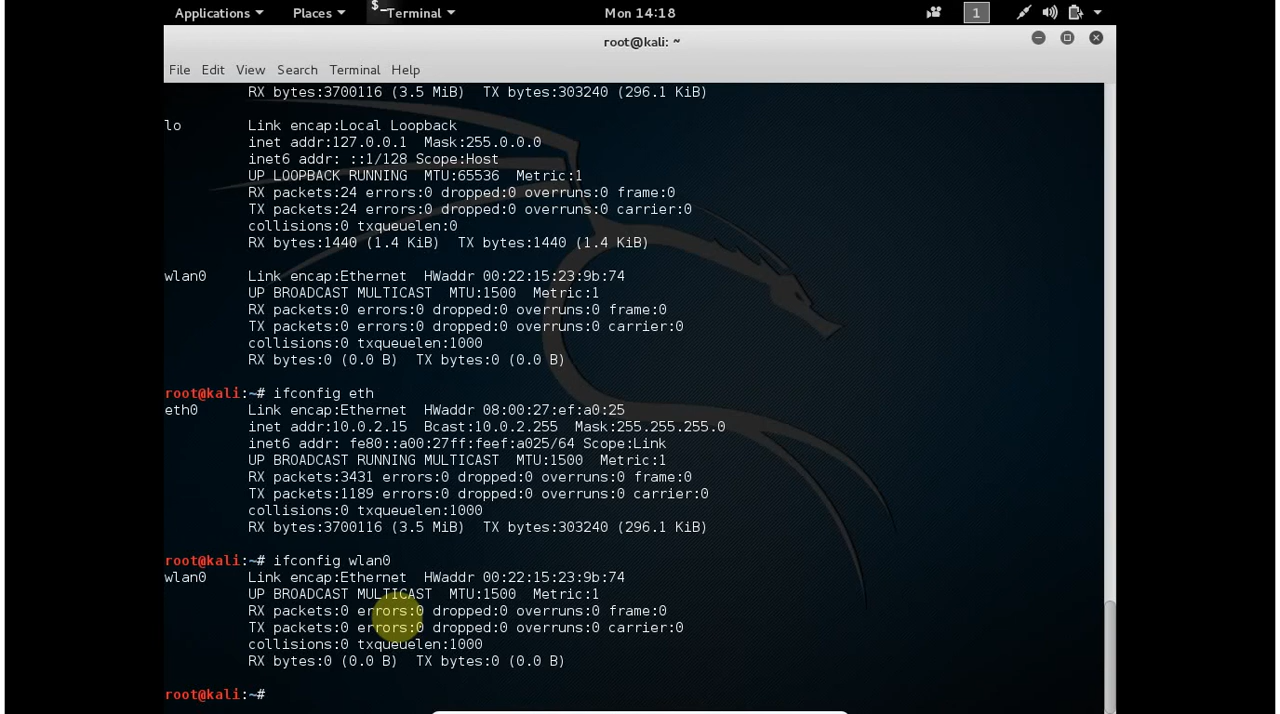 Applications Places Terminal Mon 14:18 1
root@kali: ~
File Edit View Search Terminal Help
RX bytes:3700116 (3.5 MiB) TX bytes:303240 (296.1 KiB)
lo Link encap:Local Loopback
inet addr:127.0.0.1 Mask:255.0.0.0
inet6 addr: ::1/128 Scope:Host
UP LOOPBACK RUNNING MTU:65536 Metric:1
RX packets:24 errors:0 dropped:0 overruns:0 frame:0
TX packets:24 errors:0 dropped:0 overruns:0 carrier:0
collisions:0 txqueuelen:0
RX bytes:1440 (1.4 KiB) TX bytes:1440 (1.4 KiB)
wlan0 Link encap:Ethernet HWaddr 00:22:15:23:9b:74
UP BROADCAST MULTICAST MTU:1500 Metric:1
RX packets:0 errors:0 dropped:0 overruns:0 frame:0
TX packets:0 errors:0 dropped:0 overruns:0 carrier:0
collisions:0 txqueuelen:1000
RX bytes:0 (0.0 B) TX bytes:0 (0.0 B)
root@kali:~# ifconfig eth
eth0 Link encap:Ethernet HWaddr 08:00:27:ef:a0:25
inet addr:10.0.2.15 Bcast:10.0.2.255 Mask:255.255.255.0
inet6 addr: fe80::a00:27ff:feef:a025/64 Scope:Link
UP BROADCAST RUNNING MULTICAST MTU:1500 Metric:1
RX packets:3431 errors:0 dropped:0 overruns:0 frame:0
TX packets:1189 errors:0 dropped:0 overruns:0 carrier:0
collisions:0 txqueuelen:1000
RX bytes:3700116 (3.5 MiB) TX bytes:303240 (296.1 KiB)
root@kali:~# ifconfig wlan0
wlan0 Link encap:Ethernet HWaddr 00:22:15:23:9b:74
UP BROADCAST MULTICAST MTU:1500 Metric:1
RX packets:0 errors:0 dropped:0 overruns:0 frame:0
TX packets:0 errors:0 dropped:0 overruns:0 carrier:0
collisions:0 txqueuelen:1000
RX bytes:0 (0.0 B) TX bytes:0 (0.0 B)
root@kali:~#